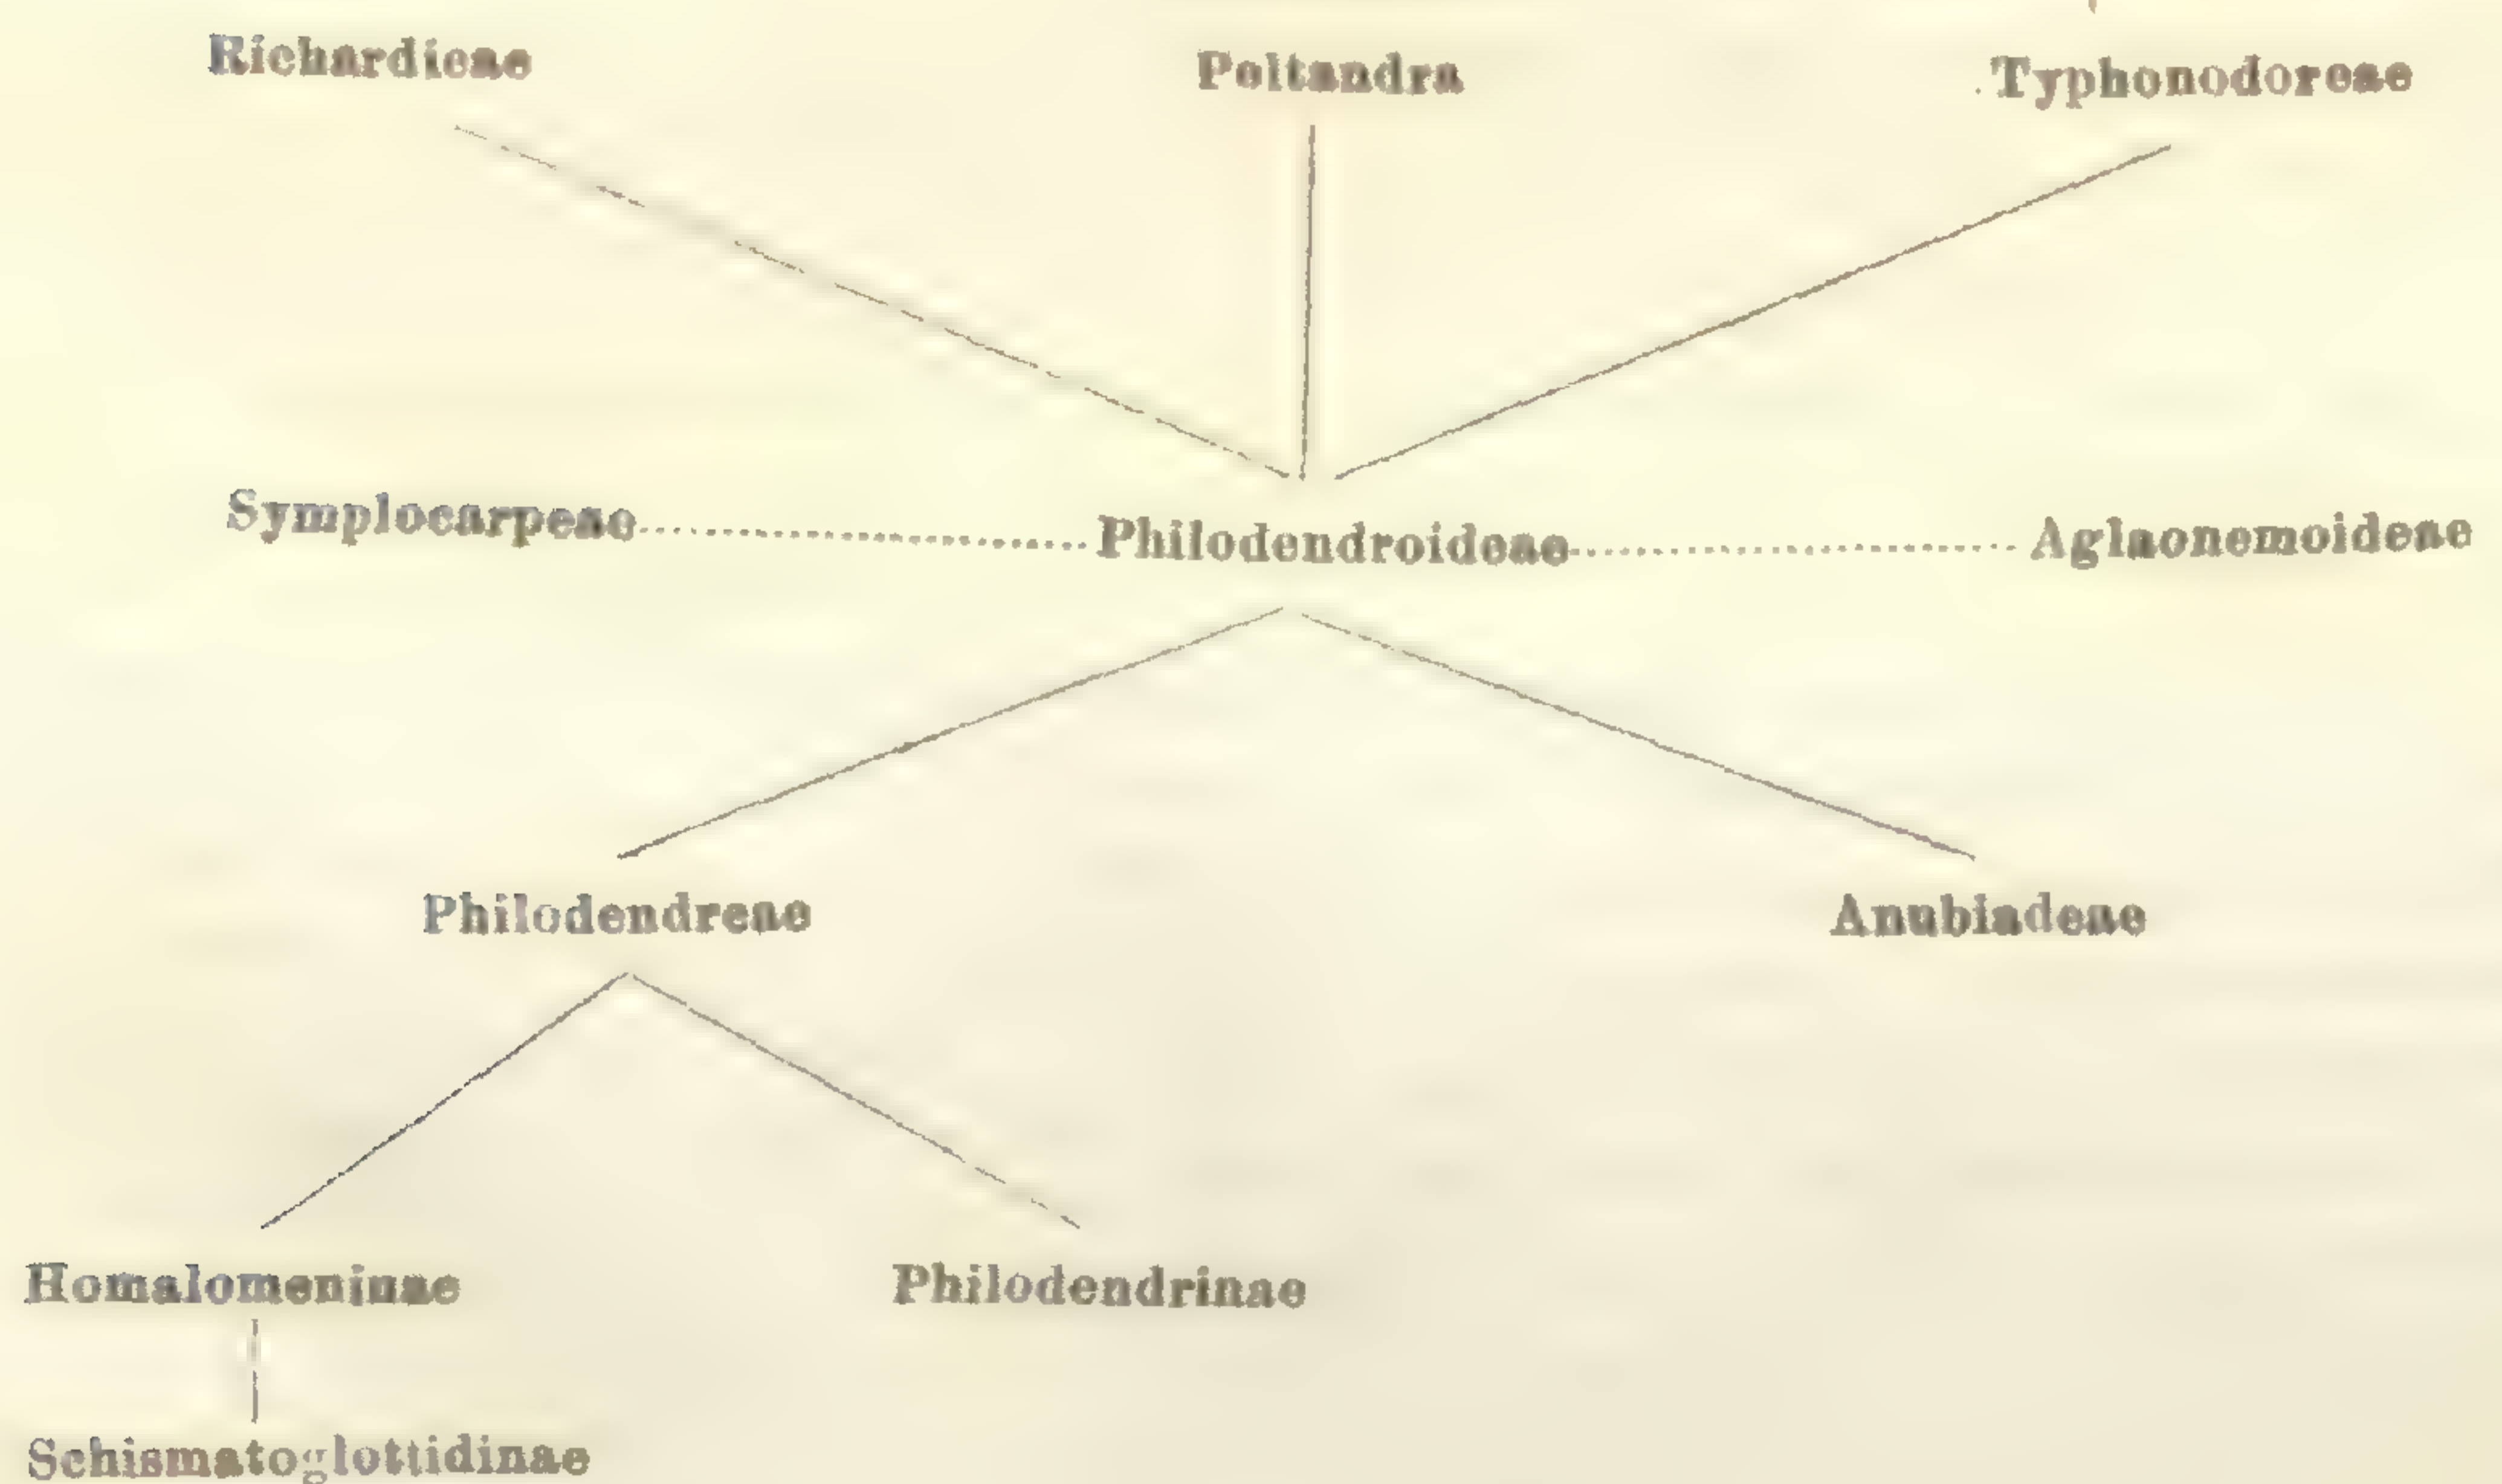 Richardieae Peltandra Typhonodoreae
Symplocarpeae Philodendroideae Aglaonemoideae
Philodendreae Anubiadeae
Homalomeninae Philodendrinae
Schismatoglottidinae